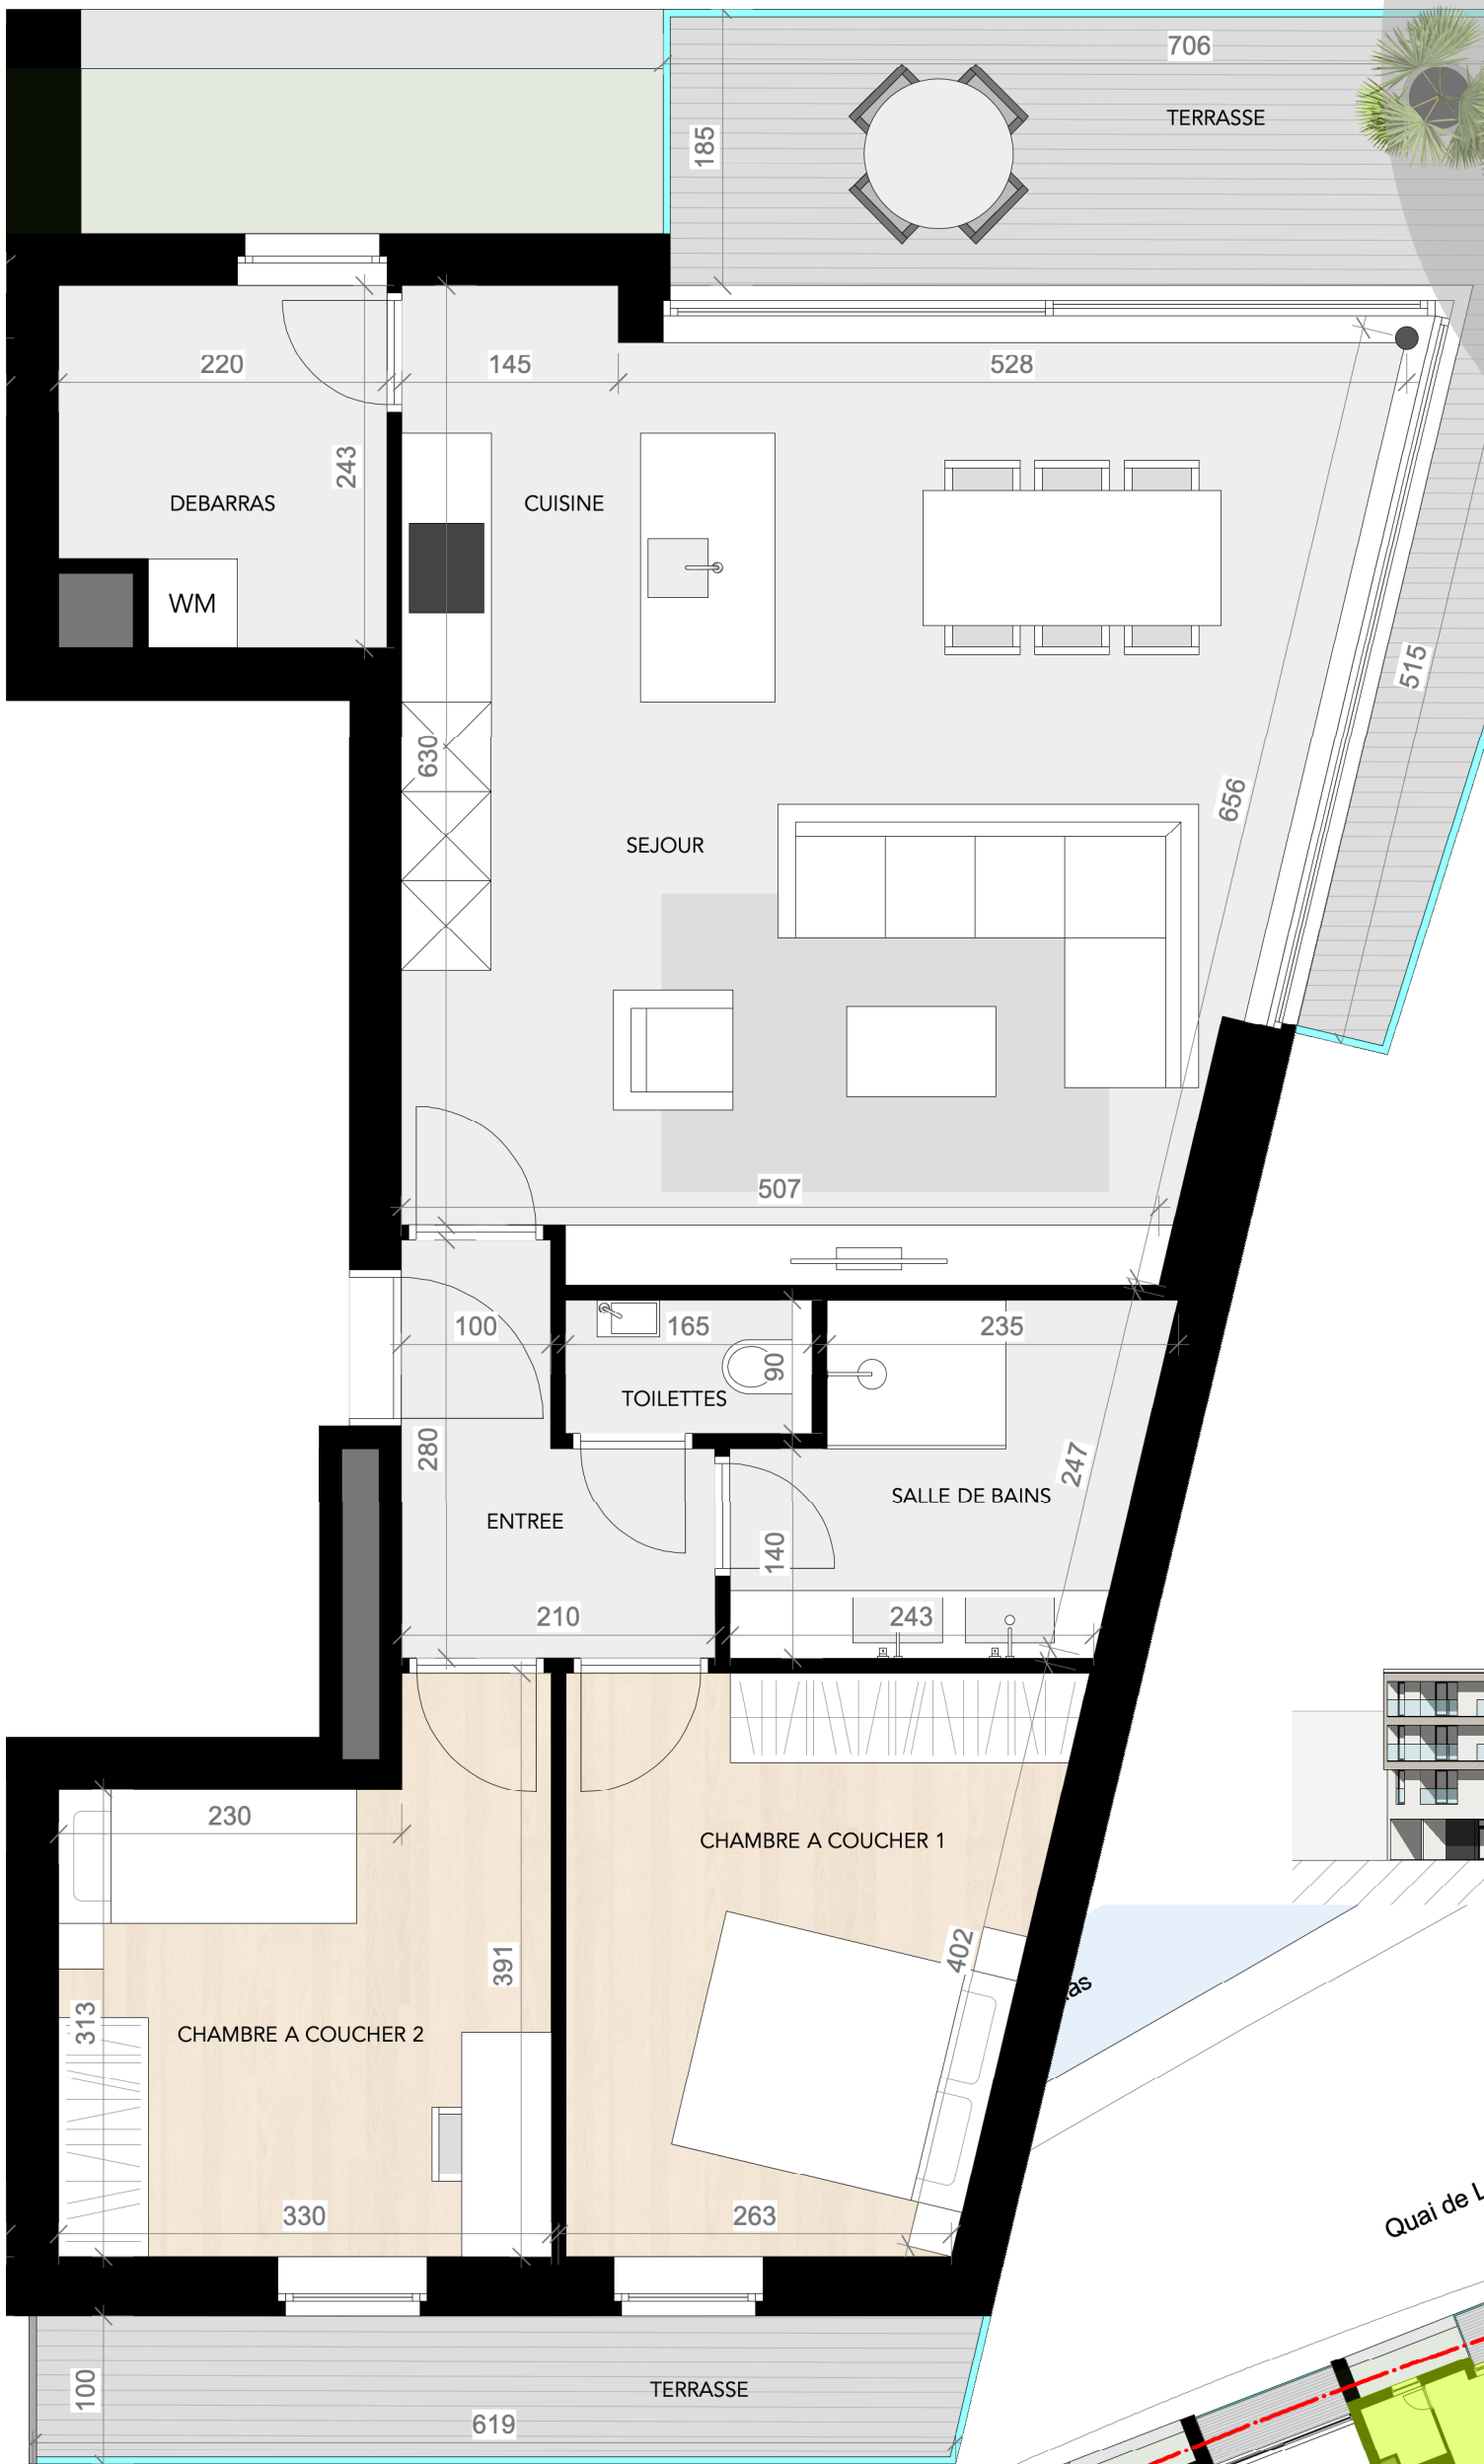 706
TERRASSE
185
220
145
528
243
DEBARRAS
CUISINE
WM
515
630
656
SEJOUR
507
100
165
235
90
TOILETTES
280
247
SALLE DE BAINS
ENTREE
140
210
243
230
CHAMBRE A COUCHER 1
402
391
313
CHAMBRE A COUCHER 2
330
263
Quai de L
100
TERRASSE
619